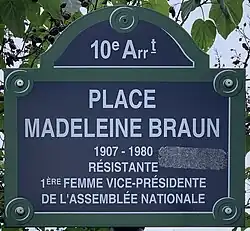 10e Arrt
PLACE
MADELEINE BRAUN
1907 - 1980
RÉSISTANTE
1ÈRE FEMME VICE-PRÉSIDENTE
DE L'ASSEMBLÉE NATIONALE